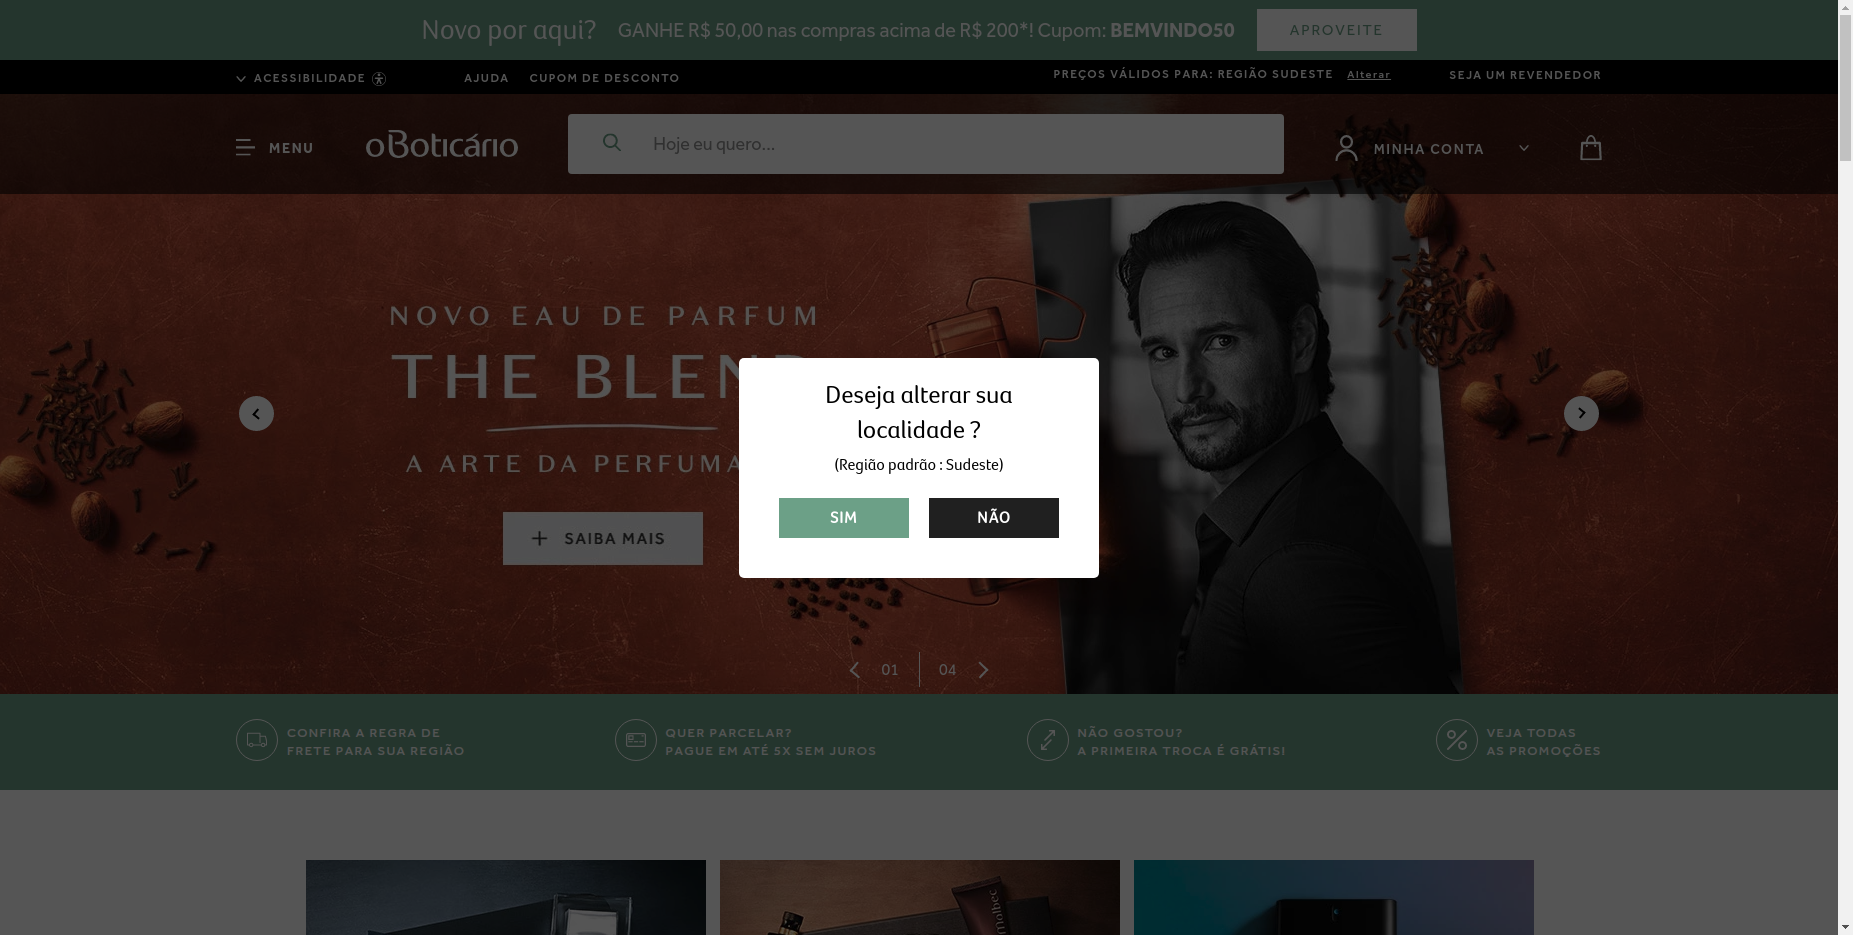 Novo por aqui? GANHE R$ 50,00 nas compras acima de R$ 200*! Cupom: BEMVINDO50 APROVEITE
ACESSIBILIDADE AJUDA CUPOM DE DESCONTO PREÇOS VÁLIDOS PARA: REGIÃO SUDESTE Alterar SEJA UM REVENDEDOR
MENU oBoticário Hoje eu quero... MINHA CONTA
NOVO EAU DE PARFUM
THE BLEND
A ARTE DA PERFUMA
SAIBA MAIS
Deseja alterar sua
localidade ?
(Região padrão : Sudeste)
SIM NÃO
01 04
CONFIRA A REGRA DE
FRETE PARA SUA REGIÃO
QUER PARCELAR?
PAGUE EM ATÉ 5X SEM JUROS
NÃO GOSTOU?
A PRIMEIRA TROCA É GRÁTIS!
VEJA TODAS
AS PROMOÇÕES
malbec